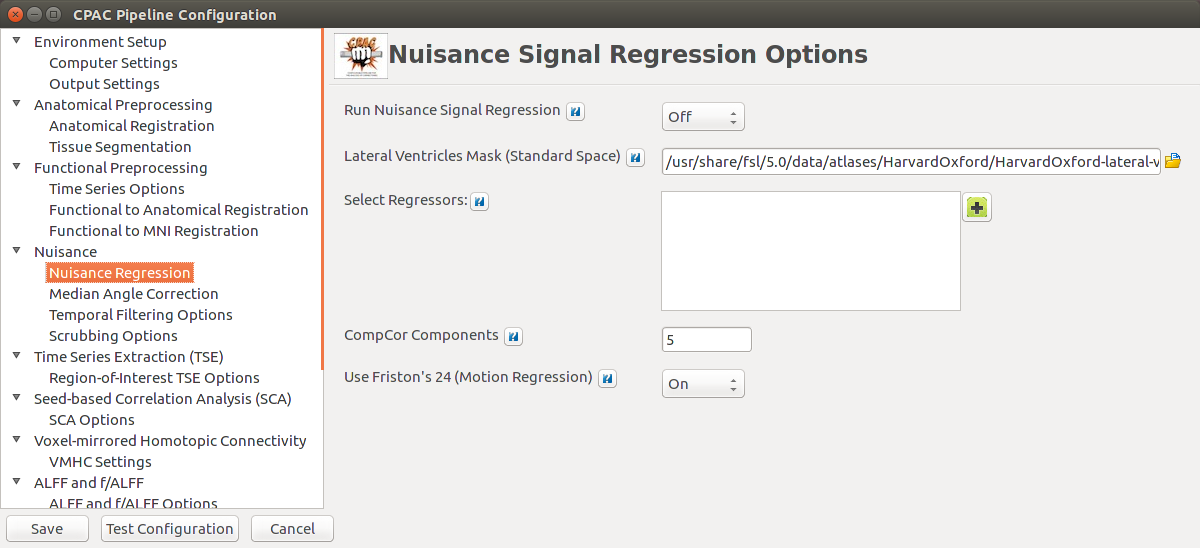 CPAC Pipeline Configuration
Environment Setup
Computer Settings
Output Settings
Anatomical Preprocessing
Anatomical Registration
Tissue Segmentation
Functional Preprocessing
Time Series Options
Functional to Anatomical Registration
Functional to MNI Registration
Nuisance
Nuisance Regression
Median Angle Correction
Temporal Filtering Options
Scrubbing Options
Time Series Extraction (TSE)
Region-of-Interest TSE Options
Seed-based Correlation Analysis (SCA)
SCA Options
Voxel-mirrored Homotopic Connectivity
VMHC Settings
ALFF and f/ALFF
ALFF and f/ALFF Options
CPAC
Nuisance Signal Regression Options
Run Nuisance Signal Regression ?
Off
Lateral Ventricles Mask (Standard Space) ?
/usr/share/fsl/5.0/data/atlases/HarvardOxford/HarvardOxford-lateral-v
Select Regressors: ?
CompCor Components ?
5
Use Friston's 24 (Motion Regression) ?
On
Save
Test Configuration
Cancel